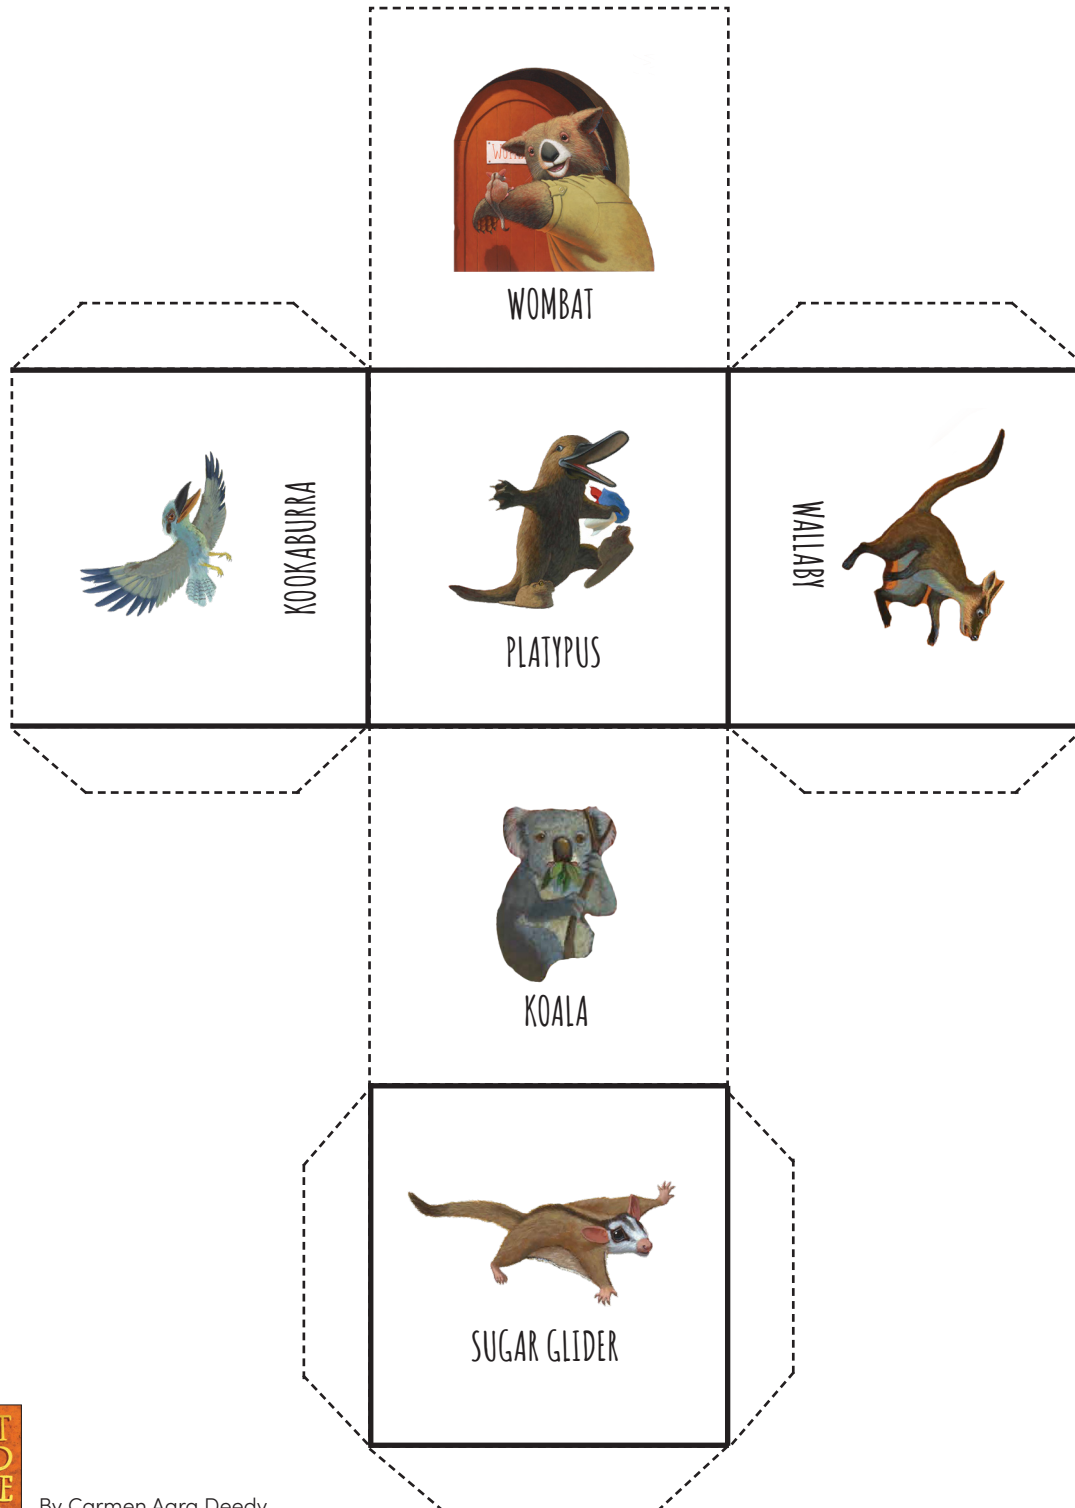 WOMBAT
KOOKABURRA
PLATYPUS
WALLABY
KOALA
SUGAR GLIDER
T
O
E
By Carmen Agra Deedy